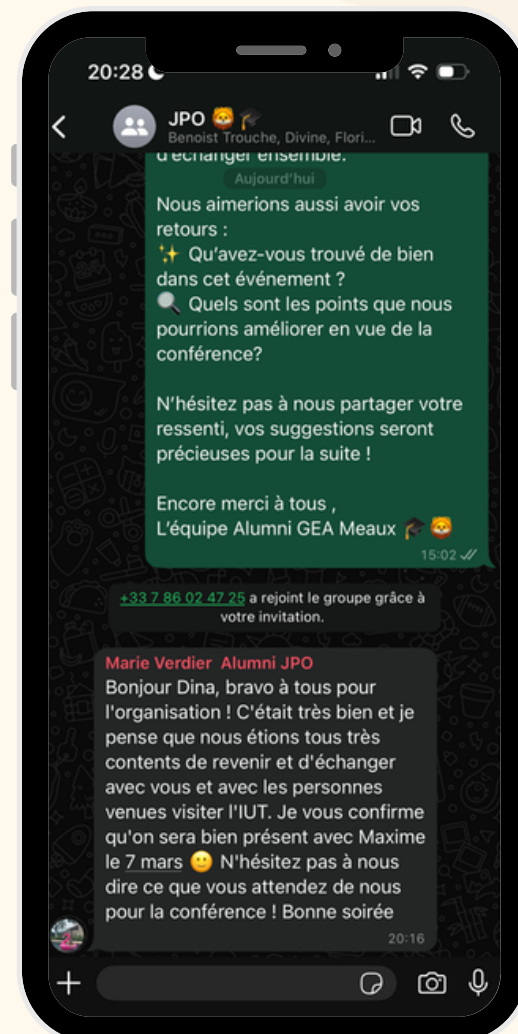 20:28
JPO 🦁 🎓
Benoist Trouche, Divine, Flori...
d'échanger ensemble.
Aujourd'hui
Nous aimerions aussi avoir vos
retours :
✨ Qu'avez-vous trouvé de bien
dans cet événement ?
🔍 Quels sont les points que nous
pourrions améliorer en vue de la
conférence?
N'hésitez pas à nous partager votre
ressenti, vos suggestions seront
précieuses pour la suite !
Encore merci à tous ,
L'équipe Alumni GEA Meaux 🎓 🦁
15:02
+33 7 86 02 47 25 a rejoint le groupe grâce à
votre invitation.
Marie Verdier Alumni JPO
Bonjour Dina, bravo à tous pour
l'organisation ! C'était très bien et je
pense que nous étions tous très
contents de revenir et d'échanger
avec vous et avec les personnes
venues visiter l'IUT. Je vous confirme
qu'on sera bien présent avec Maxime
le 7 mars 🙂 N'hésitez pas à nous
dire ce que vous attendez de nous
pour la conférence ! Bonne soirée
20:16